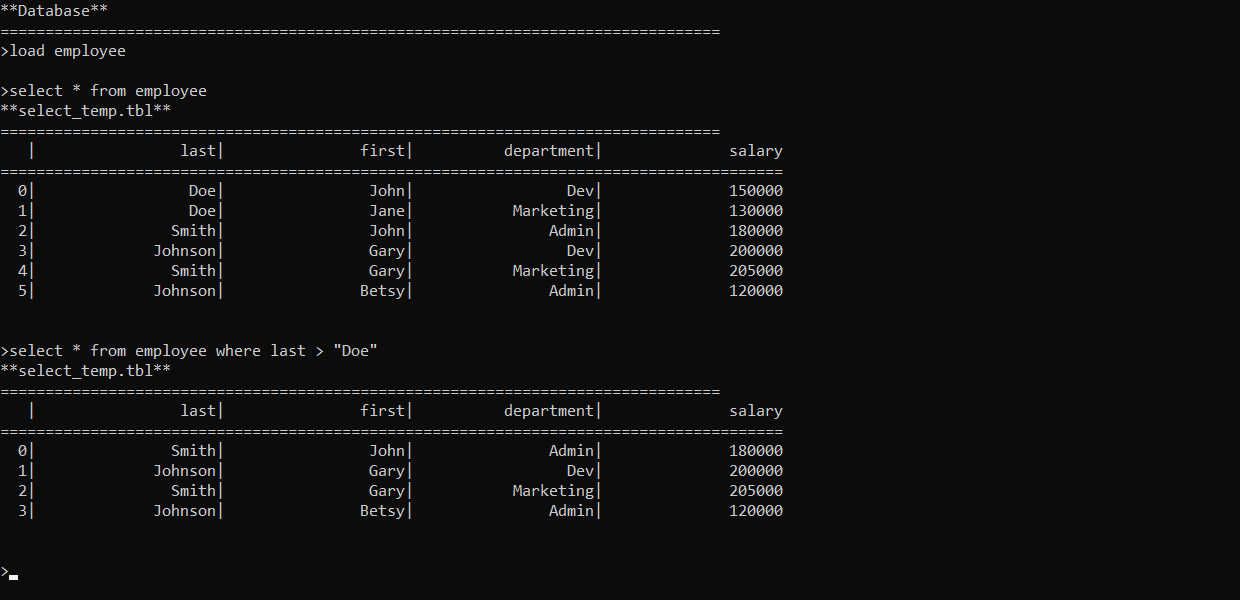 **Database**
================================================================================
>load employee
>select * from employee
**select_temp.tbl**
================================================================================
   |                last|               first|          department|              salary
=======================================================================================
  0|                 Doe|                John|                 Dev|              150000
  1|                 Doe|                Jane|           Marketing|              130000
  2|               Smith|                John|               Admin|              180000
  3|             Johnson|                Gary|                 Dev|              200000
  4|               Smith|                Gary|           Marketing|              205000
  5|             Johnson|               Betsy|               Admin|              120000
>select * from employee where last > "Doe"
**select_temp.tbl**
================================================================================
   |                last|               first|          department|              salary
=======================================================================================
  0|               Smith|                John|               Admin|              180000
  1|             Johnson|                Gary|                 Dev|              200000
  2|               Smith|                Gary|           Marketing|              205000
  3|             Johnson|               Betsy|               Admin|              120000
>